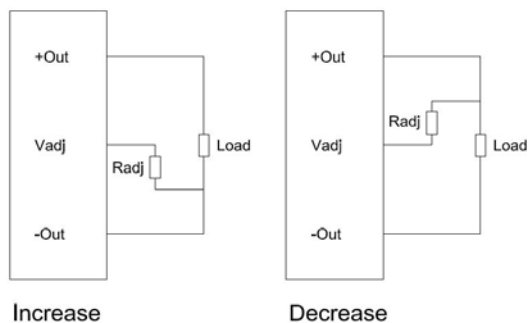 +Out
Vadj
Radj
Load
-Out
Increase
+Out
Radj
Vadj
Load
-Out
Decrease